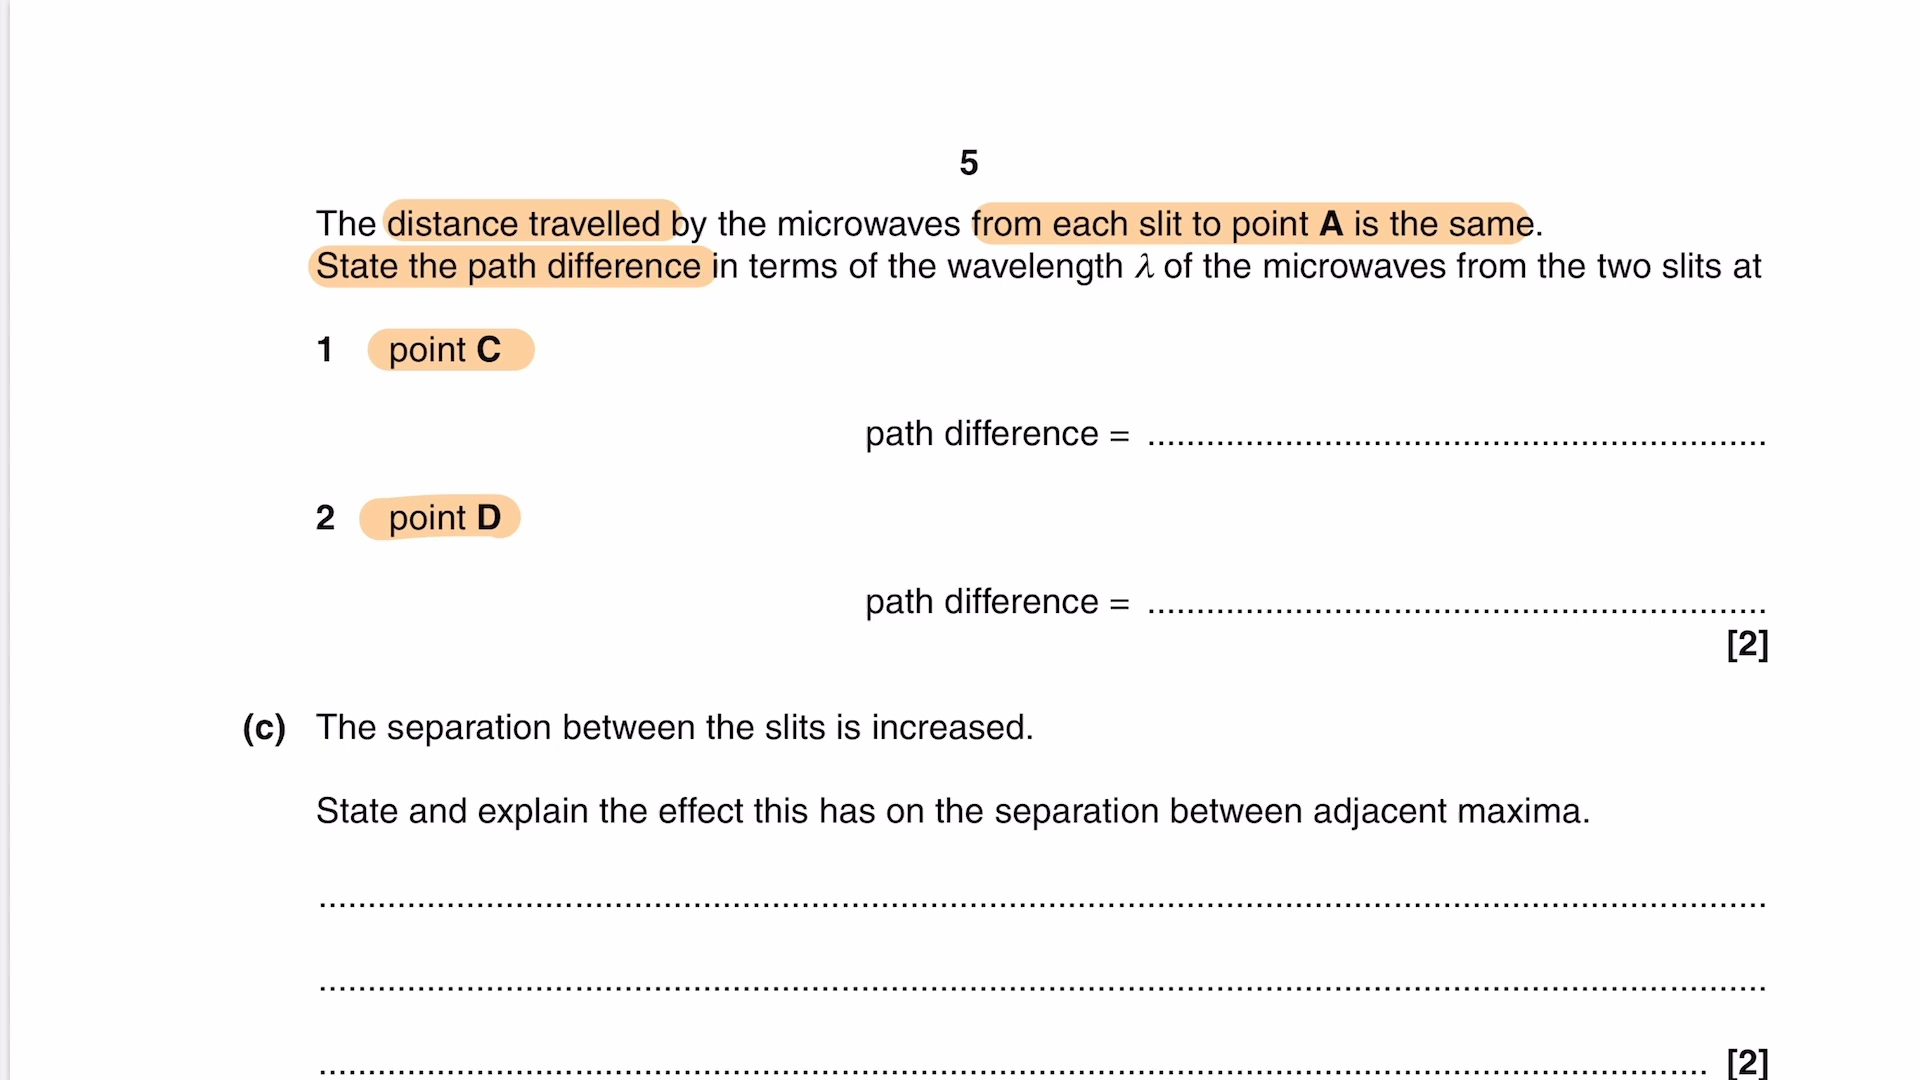 5
The distance travelled by the microwaves from each slit to point A is the same.
State the path difference in terms of the wavelength λ of the microwaves from the two slits at
1 point C
path difference = ..............................................................
2 point D
path difference = ..............................................................
[2]
(c) The separation between the slits is increased.
State and explain the effect this has on the separation between adjacent maxima.
..................................................................................................................................................
..................................................................................................................................................
............................................................................................................................................ [2]